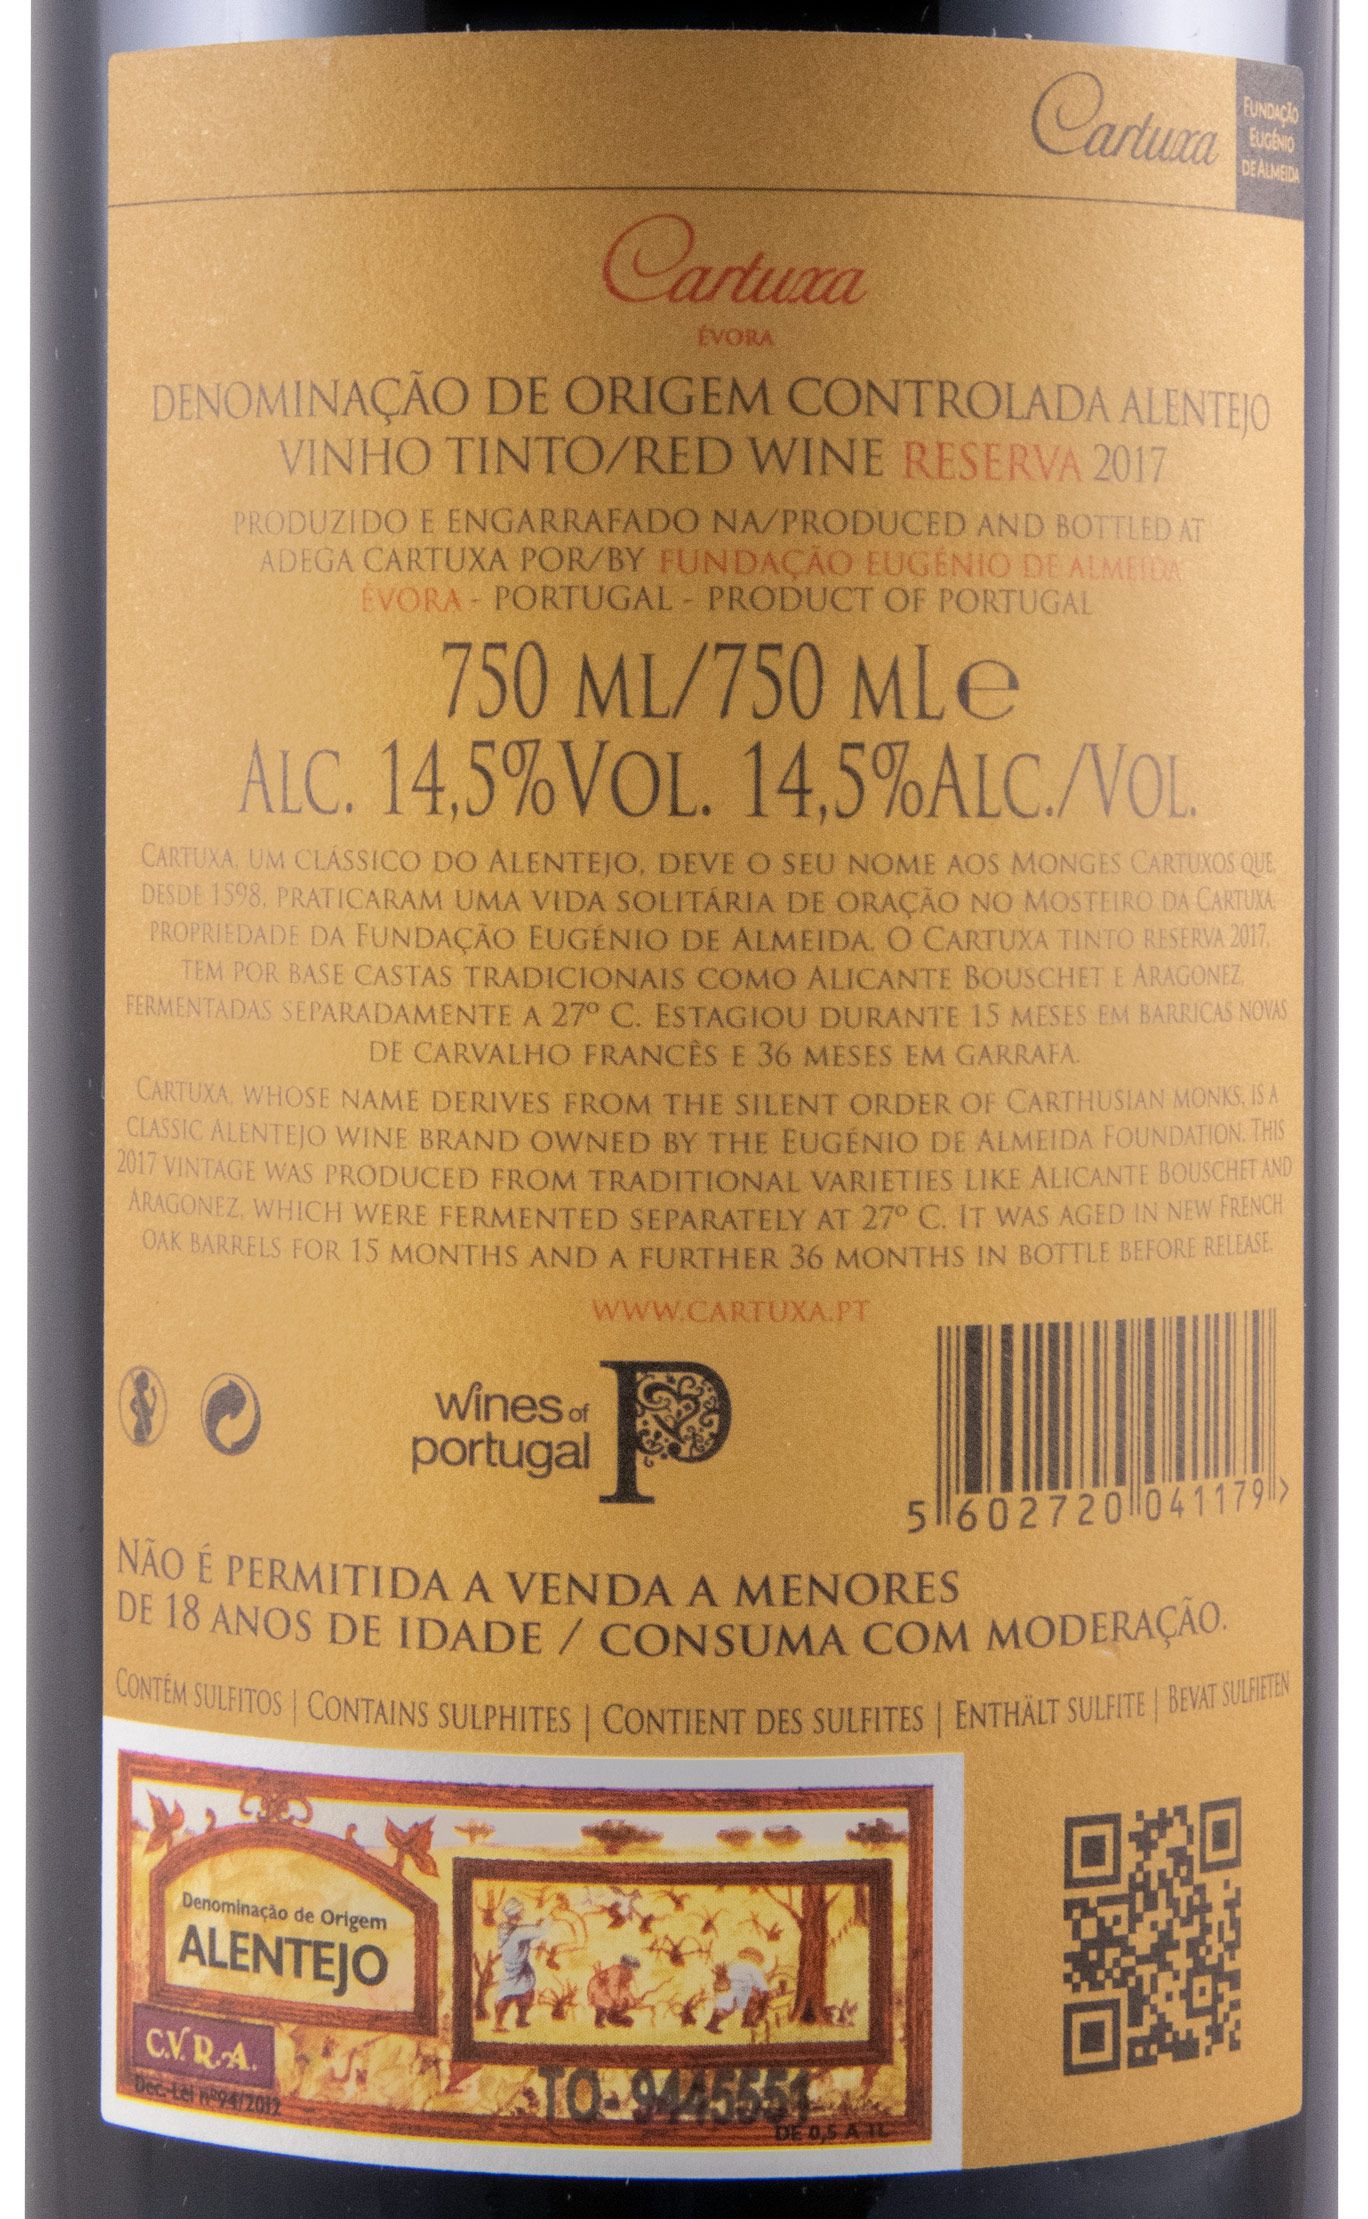 Cartuxa
FUNDAÇÃO
EUGÉNIO
DE ALMEIDA
Cartuxa
ÉVORA
DENOMINAÇÃO DE ORIGEM CONTROLADA ALENTEJO
VINHO TINTO/RED WINE RESERVA 2017
PRODUZIDO E ENGARRAFADO NA/PRODUCED AND BOTTLED AT
ADEGA CARTUXA POR/BY FUNDAÇÃO EUGÉNIO DE ALMEIDA
ÉVORA - PORTUGAL - PRODUCT OF PORTUGAL
750 ML/750 mL e
ALC. 14,5%VOL. 14,5%ALC./VOL.
CARTUXA, UM CLÁSSICO DO ALENTEJO, DEVE O SEU NOME AOS MONGES CARTUXOS QUE,
DESDE 1598, PRATICARAM UMA VIDA SOLITÁRIA DE ORAÇÃO NO MOSTEIRO DA CARTUXA,
PROPRIEDADE DA FUNDAÇÃO EUGÉNIO DE ALMEIDA. O CARTUXA TINTO RESERVA 2017,
TEM POR BASE CASTAS TRADICIONAIS COMO ALICANTE BOUSCHET E ARAGONEZ,
FERMENTADAS SEPARADAMENTE A 27º C. ESTAGIOU DURANTE 15 MESES EM BARRICAS NOVAS
DE CARVALHO FRANCÊS E 36 MESES EM GARRAFA.
CARTUXA, WHOSE NAME DERIVES FROM THE SILENT ORDER OF CARTHUSIAN MONKS, IS A
CLASSIC ALENTEJO WINE BRAND OWNED BY THE EUGÉNIO DE ALMEIDA FOUNDATION. THIS
2017 VINTAGE WAS PRODUCED FROM TRADITIONAL VARIETIES LIKE ALICANTE BOUSCHET AND
ARAGONEZ, WHICH WERE FERMENTED SEPARATELY AT 27º C. IT WAS AGED IN NEW FRENCH
OAK BARRELS FOR 15 MONTHS AND A FURTHER 36 MONTHS IN BOTTLE BEFORE RELEASE.
WWW.CARTUXA.PT
wines of
portugal
5 602720 041179 >
NÃO É PERMITIDA A VENDA A MENORES
DE 18 ANOS DE IDADE / CONSUMA COM MODERAÇÃO.
CONTÉM SULFITOS | CONTAINS SULPHITES | CONTIENT DES SULFITES | ENTHÄLT SULFITE | BEVAT SULFIETEN
Denominação de Origem
ALENTEJO
C.V.R.A.
Dec.-Lei nº94/2012
TO- 9445551
DE 0,5 A 1L